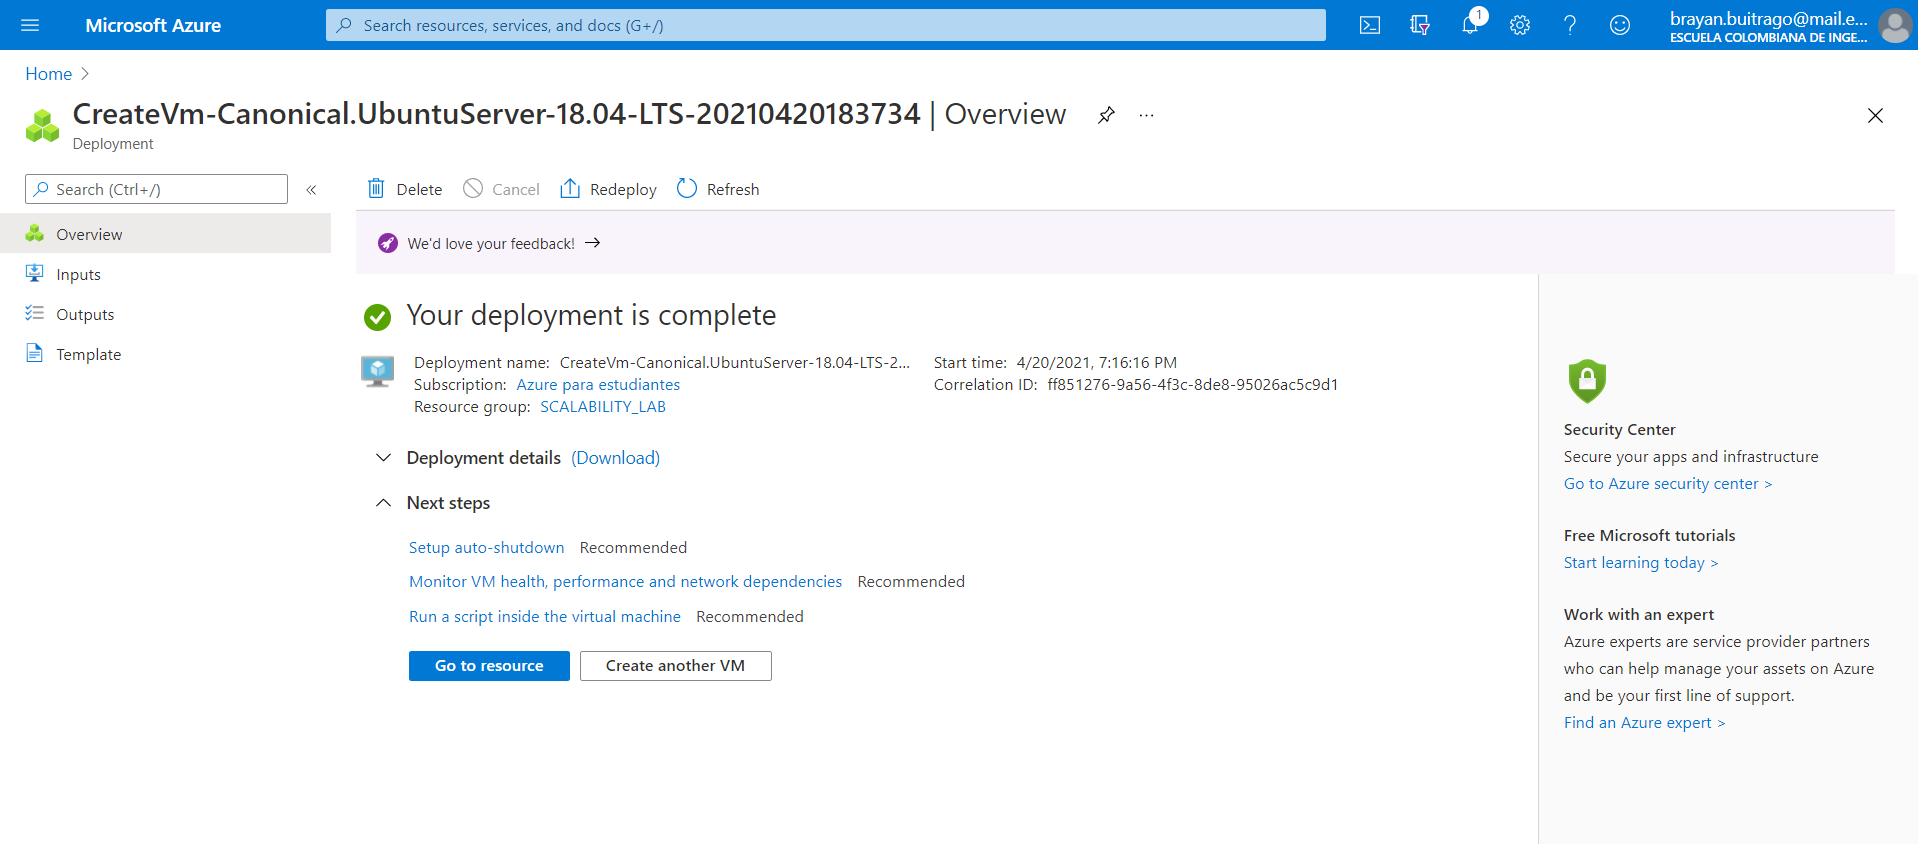 Microsoft Azure
Search resources, services, and docs (G+/)
1
brayan.buitrago@mail.e...
ESCUELA COLOMBIANA DE INGE...
Home
CreateVm-Canonical.UbuntuServer-18.04-LTS-20210420183734 | Overview
...
Deployment
Search (Ctrl+/)
«
Delete
Cancel
Redeploy
Refresh
Overview
Inputs
Outputs
Template
We'd love your feedback! →
Your deployment is complete
Deployment name: CreateVm-Canonical.UbuntuServer-18.04-LTS-2...
Subscription: Azure para estudiantes
Resource group: SCALABILITY_LAB
Start time: 4/20/2021, 7:16:16 PM
Correlation ID: ff851276-9a56-4f3c-8de8-95026ac5c9d1
Deployment details (Download)
Next steps
Setup auto-shutdown Recommended
Monitor VM health, performance and network dependencies Recommended
Run a script inside the virtual machine Recommended
Go to resource
Create another VM
Security Center
Secure your apps and infrastructure
Go to Azure security center >
Free Microsoft tutorials
Start learning today >
Work with an expert
Azure experts are service provider partners
who can help manage your assets on Azure
and be your first line of support.
Find an Azure expert >